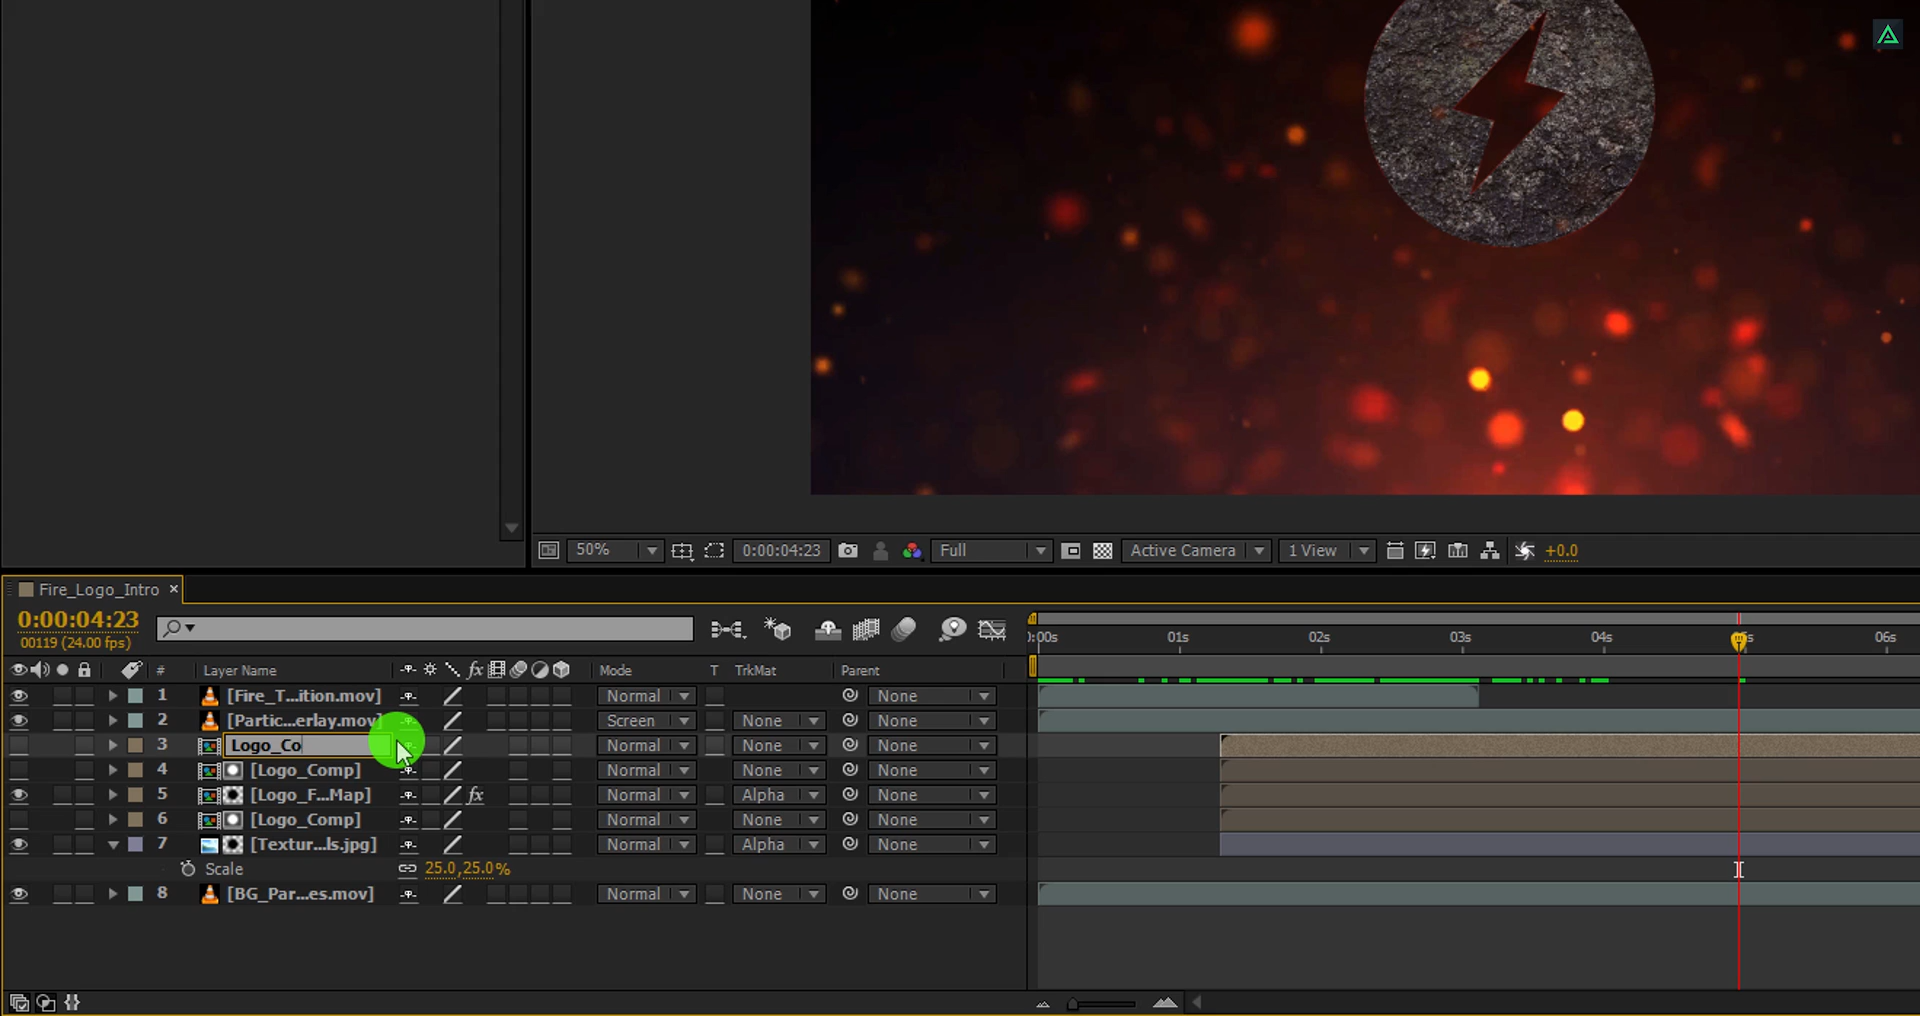 50% 0:00:04:23 Full Active Camera 1 View +0.0
Fire_Logo_Intro ×
0:00:04:23
00119 (24.00 fps)
:00s 01s 02s 03s 04s 06s
# Layer Name fx Mode T TrkMat Parent
1 [Fire_T...ition.mov] Normal None
2 [Partic...erlay.mov] Screen None None
3 Logo_Co Normal None None
4 [Logo_Comp] Normal None None
5 [Logo_F...Map] fx Normal Alpha None
6 [Logo_Comp] Normal None None
7 [Textur...ls.jpg] Normal Alpha None
Scale 25.0,25.0%
8 [BG_Par...es.mov] Normal None None